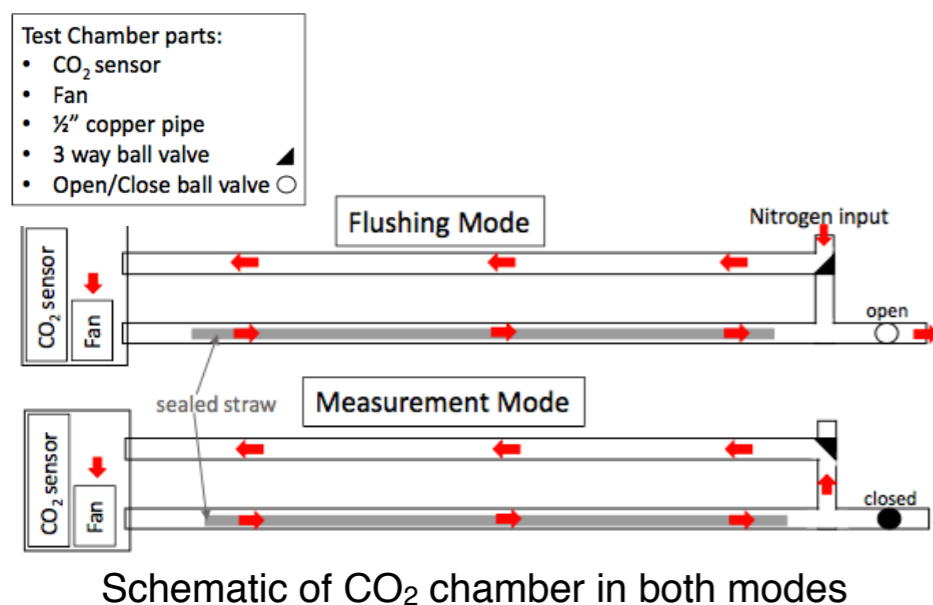 Test Chamber parts:
• CO₂ sensor
• Fan
• ½” copper pipe
• 3 way ball valve
• Open/Close ball valve
Flushing Mode
Nitrogen input
CO₂ sensor
Fan
open
sealed straw
Measurement Mode
CO₂ sensor
Fan
closed
Schematic of CO₂ chamber in both modes